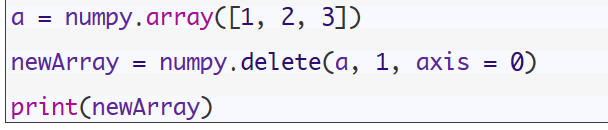 a = numpy.array([1, 2, 3])
newArray = numpy.delete(a, 1, axis = 0)
print(newArray)